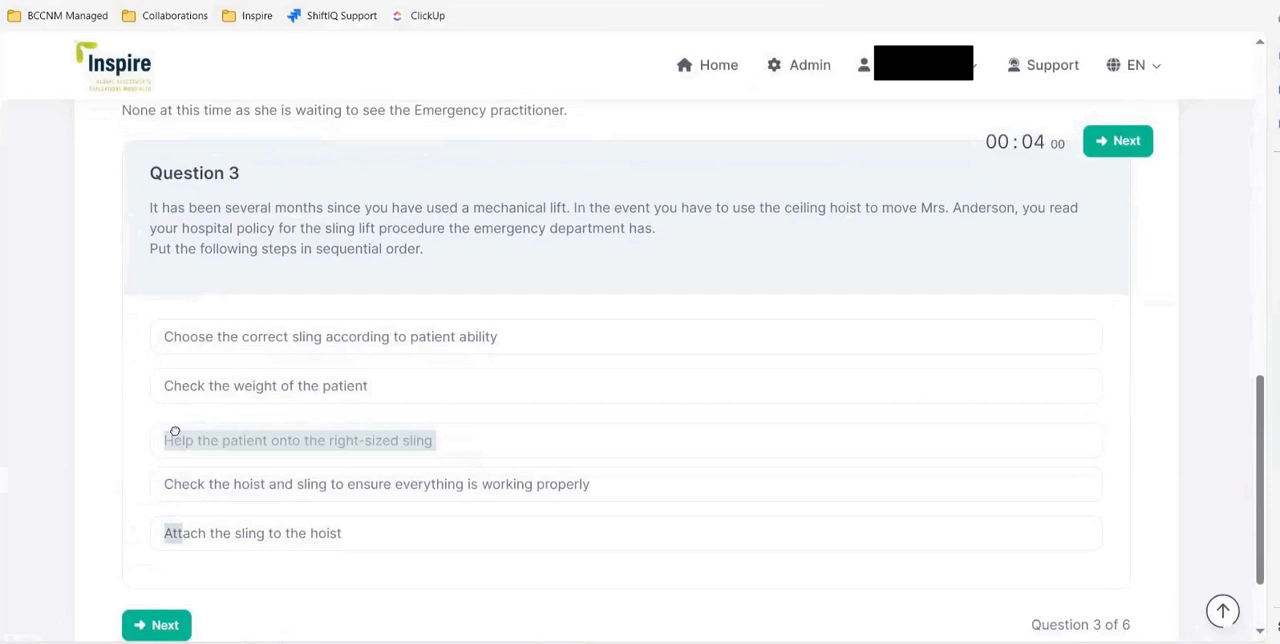 BCCNM Managed Collaborations Inspire ShiftIQ Support ClickUp
Inspire
Home Admin Support EN
None at this time as she is waiting to see the Emergency practitioner.
00:04 00 Next
Question 3
It has been several months since you have used a mechanical lift. In the event you have to use the ceiling hoist to move Mrs. Anderson, you read
your hospital policy for the sling lift procedure the emergency department has.
Put the following steps in sequential order.
Choose the correct sling according to patient ability
Check the weight of the patient
Help the patient onto the right-sized sling
Check the hoist and sling to ensure everything is working properly
Attach the sling to the hoist
Next Question 3 of 6